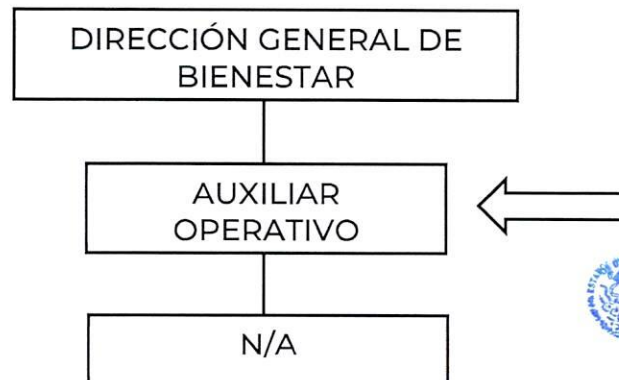 DIRECCIÓN GENERAL DE
BIENESTAR
AUXILIAR
OPERATIVO
N/A